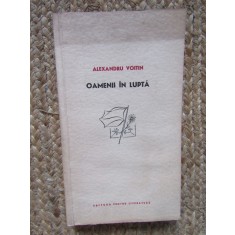 ALEXANDRU VOITIN
OAMENII ÎN LUPTĂ
EDITURA PENTRU LITERATURĂ